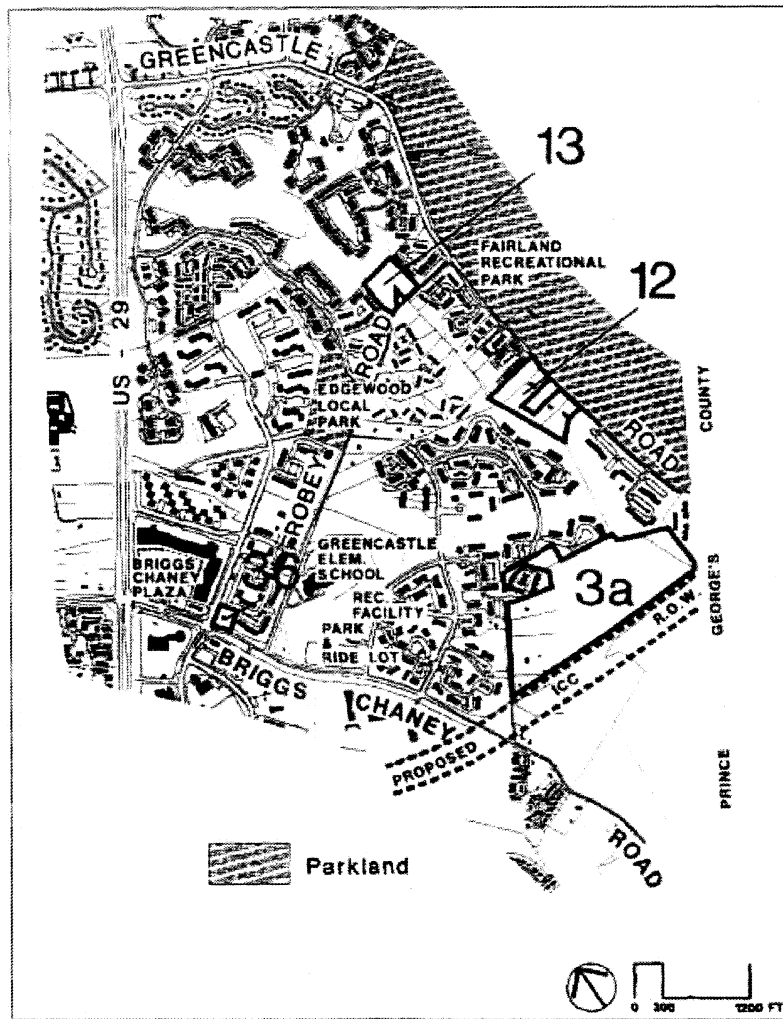 GREENCASTLE
13
FAIRLAND
RECREATIONAL
PARK
12
US - 29
ROAD
EDGEWOOD
LOCAL
PARK
COUNTY
ROAD
ROBEY
BRIGGS
CHANEY
PLAZA
GREENCASTLE
ELEM.
SCHOOL
REC.
FACILITY
PARK
&
RIDE LOT
3a
GEORGE'S
R.O.W.
ICC
PROPOSED
BRIGGS
CHANEY
ROAD
PRINCE
Parkland
0 300 1200 FT